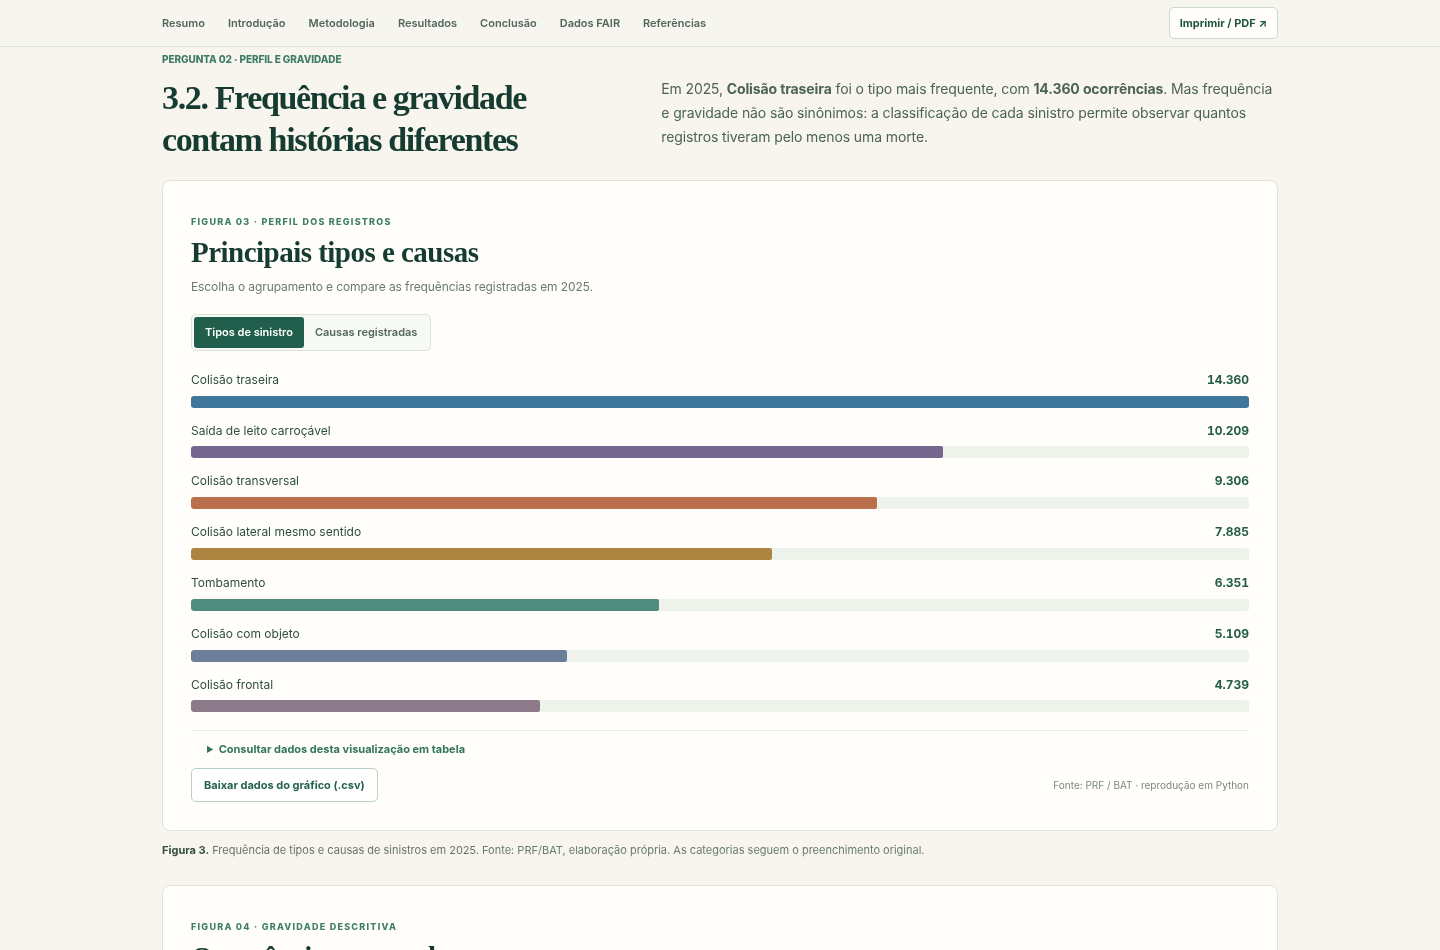 Resumo Introdução Metodologia Resultados Conclusão Dados FAIR Referências Imprimir / PDF ↗
PERGUNTA 02 · PERFIL E GRAVIDADE
3.2. Frequência e gravidade
contam histórias diferentes
Em 2025, Colisão traseira foi o tipo mais frequente, com 14.360 ocorrências. Mas frequência
e gravidade não são sinônimos: a classificação de cada sinistro permite observar quantos
registros tiveram pelo menos uma morte.
FIGURA 03 · PERFIL DOS REGISTROS
Principais tipos e causas
Escolha o agrupamento e compare as frequências registradas em 2025.
Tipos de sinistro Causas registradas
Colisão traseira 14.360
Saída de leito carroçável 10.209
Colisão transversal 9.306
Colisão lateral mesmo sentido 7.885
Tombamento 6.351
Colisão com objeto 5.109
Colisão frontal 4.739
▶ Consultar dados desta visualização em tabela
Baixar dados do gráfico (.csv) Fonte: PRF / BAT · reprodução em Python
Figura 3. Frequência de tipos e causas de sinistros em 2025. Fonte: PRF/BAT, elaboração própria. As categorias seguem o preenchimento original.
FIGURA 04 · GRAVIDADE DESCRITIVA